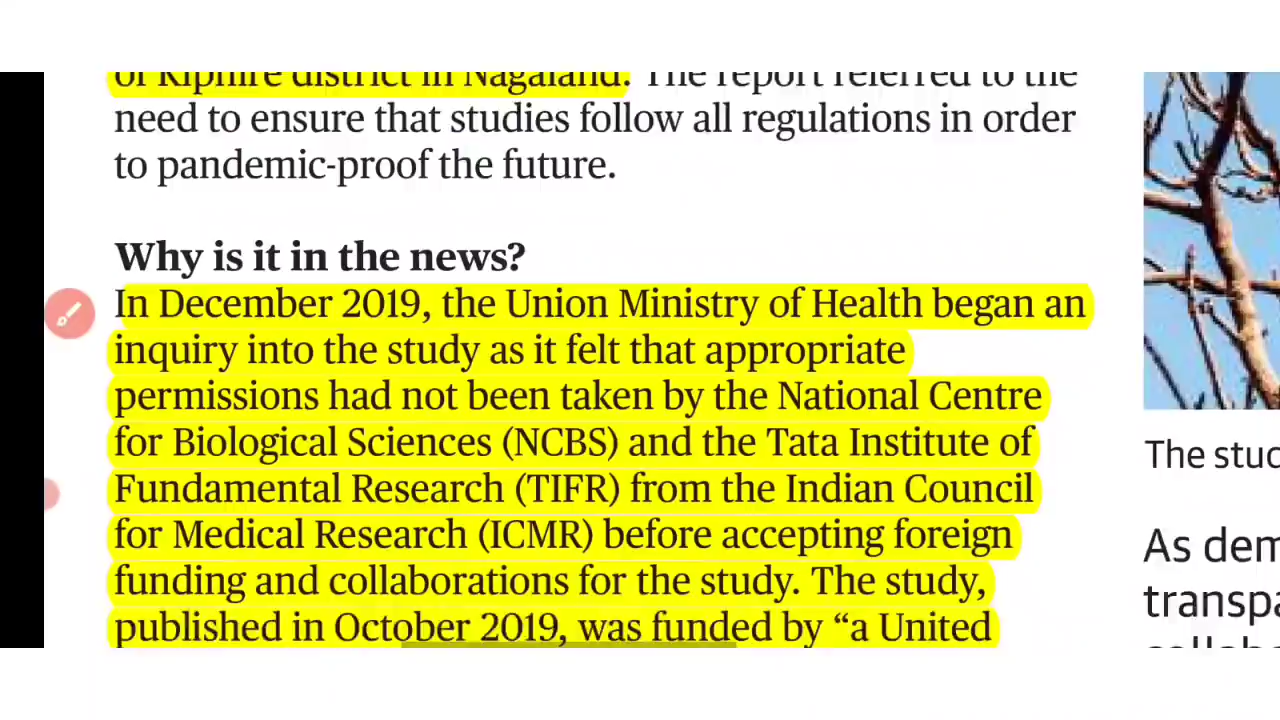 of Kiphire district in Nagaland. The report referred to the
need to ensure that studies follow all regulations in order
to pandemic-proof the future.
Why is it in the news?
In December 2019, the Union Ministry of Health began an
inquiry into the study as it felt that appropriate
permissions had not been taken by the National Centre
for Biological Sciences (NCBS) and the Tata Institute of
Fundamental Research (TIFR) from the Indian Council
for Medical Research (ICMR) before accepting foreign
funding and collaborations for the study. The study,
published in October 2019, was funded by “a United
The stud
As dem
transpa